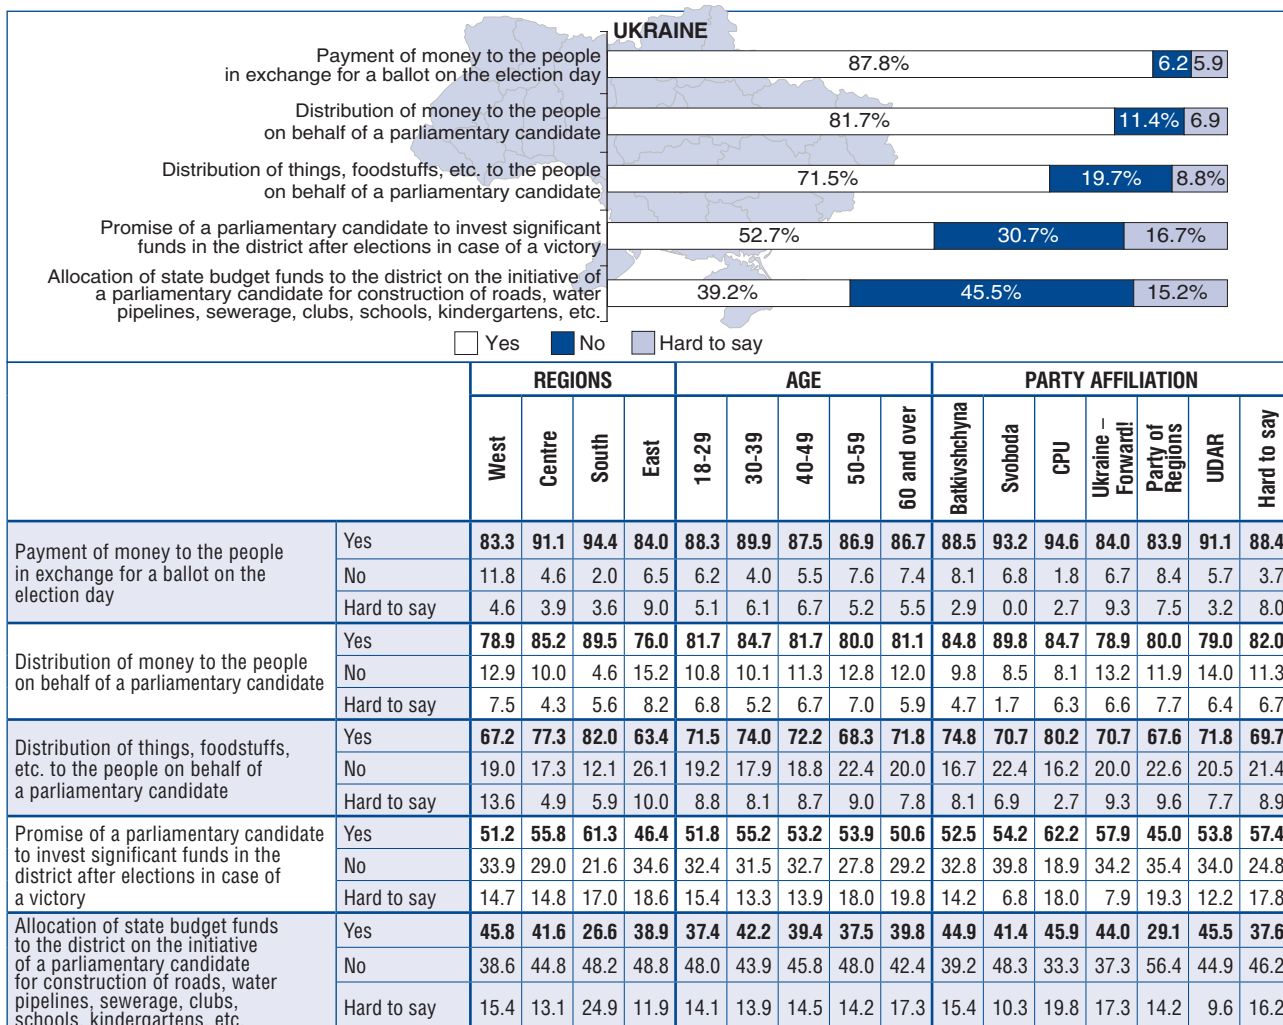 UKRAINE
Payment of money to the people
in exchange for a ballot on the election day
87.8% 6.2 5.9
Distribution of money to the people
on behalf of a parliamentary candidate
81.7% 11.4% 6.9
Distribution of things, foodstuffs, etc. to the people
on behalf of a parliamentary candidate
71.5% 19.7% 8.8%
Promise of a parliamentary candidate to invest significant
funds in the district after elections in case of a victory
52.7% 30.7% 16.7%
Allocation of state budget funds to the district on the initiative of
a parliamentary candidate for construction of roads, water
pipelines, sewerage, clubs, schools, kindergartens, etc.
39.2% 45.5% 15.2%
Yes No Hard to say
REGIONS AGE PARTY AFFILIATION
West Centre South East 18-29 30-39 40-49 50-59 60 and over Batkivshchyna Svoboda CPU Ukraine – Forward! Party of Regions UDAR Hard to say
Payment of money to the people
in exchange for a ballot on the
election day
Yes 83.3 91.1 94.4 84.0 88.3 89.9 87.5 86.9 86.7 88.5 93.2 94.6 84.0 83.9 91.1 88.4
No 11.8 4.6 2.0 6.5 6.2 4.0 5.5 7.6 7.4 8.1 6.8 1.8 6.7 8.4 5.7 3.7
Hard to say 4.6 3.9 3.6 9.0 5.1 6.1 6.7 5.2 5.5 2.9 0.0 2.7 9.3 7.5 3.2 8.0
Distribution of money to the people
on behalf of a parliamentary candidate
Yes 78.9 85.2 89.5 76.0 81.7 84.7 81.7 80.0 81.1 84.8 89.8 84.7 78.9 80.0 79.0 82.0
No 12.9 10.0 4.6 15.2 10.8 10.1 11.3 12.8 12.0 9.8 8.5 8.1 13.2 11.9 14.0 11.3
Hard to say 7.5 4.3 5.6 8.2 6.8 5.2 6.7 7.0 5.9 4.7 1.7 6.3 6.6 7.7 6.4 6.7
Distribution of things, foodstuffs,
etc. to the people on behalf of
a parliamentary candidate
Yes 67.2 77.3 82.0 63.4 71.5 74.0 72.2 68.3 71.8 74.8 70.7 80.2 70.7 67.6 71.8 69.7
No 19.0 17.3 12.1 26.1 19.2 17.9 18.8 22.4 20.0 16.7 22.4 16.2 20.0 22.6 20.5 21.4
Hard to say 13.6 4.9 5.9 10.0 8.8 8.1 8.7 9.0 7.8 8.1 6.9 2.7 9.3 9.6 7.7 8.9
Promise of a parliamentary candidate
to invest significant funds in the
district after elections in case of
a victory
Yes 51.2 55.8 61.3 46.4 51.8 55.2 53.2 53.9 50.6 52.5 54.2 62.2 57.9 45.0 53.8 57.4
No 33.9 29.0 21.6 34.6 32.4 31.5 32.7 27.8 29.2 32.8 39.8 18.9 34.2 35.4 34.0 24.8
Hard to say 14.7 14.8 17.0 18.6 15.4 13.3 13.9 18.0 19.8 14.2 6.8 18.0 7.9 19.3 12.2 17.8
Allocation of state budget funds
to the district on the initiative
of a parliamentary candidate
for construction of roads, water
pipelines, sewerage, clubs,
schools, kindergartens, etc
Yes 45.8 41.6 26.6 38.9 37.4 42.2 39.4 37.5 39.8 44.9 41.4 45.9 44.0 29.1 45.5 37.6
No 38.6 44.8 48.2 48.8 48.0 43.9 45.8 48.0 42.4 39.2 48.3 33.3 37.3 56.4 44.9 46.2
Hard to say 15.4 13.1 24.9 11.9 14.1 13.9 14.5 14.2 17.3 15.4 10.3 19.8 17.3 14.2 9.6 16.2